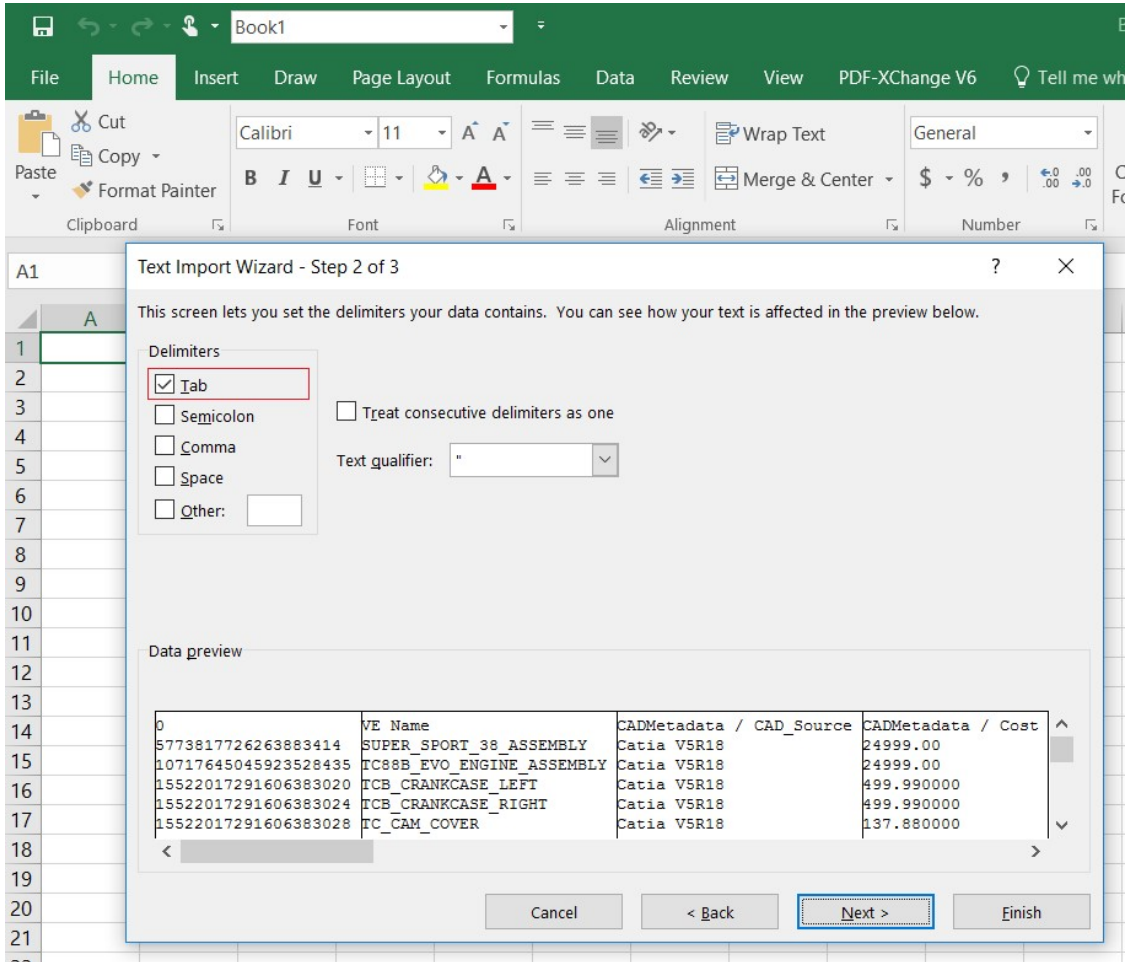 Book1
File Home Insert Draw Page Layout Formulas Data Review View PDF-XChange V6 Tell me wh
Cut
Calibri 11 A A Wrap Text General
Copy
Paste
Format Painter B I U A Merge & Center $ % , .0 .00 .00 .0
Clipboard Font Alignment Number
A1 Text Import Wizard - Step 2 of 3 ?
A This screen lets you set the delimiters your data contains. You can see how your text is affected in the preview below.
1 Delimiters
2 Tab
3 Semicolon Treat consecutive delimiters as one
4 Comma
5 Text qualifier: "
6 Space
7 Other:
8
9
10
11 Data preview
12
13
14 0 VE Name CADMetadata / CAD_Source CADMetadata / Cost
5773817726263883414 SUPER_SPORT_38_ASSEMBLY Catia V5R18 24999.00
15 10717645045923528435 TC88B_EVO_ENGINE_ASSEMBLY Catia V5R18 24999.00
16 15522017291606383020 TCB_CRANKCASE_LEFT Catia V5R18 499.990000
15522017291606383024 TCB_CRANKCASE_RIGHT Catia V5R18 499.990000
17 15522017291606383028 TC_CAM_COVER Catia V5R18 137.880000
18
19
20 Cancel < Back Next > Finish
21